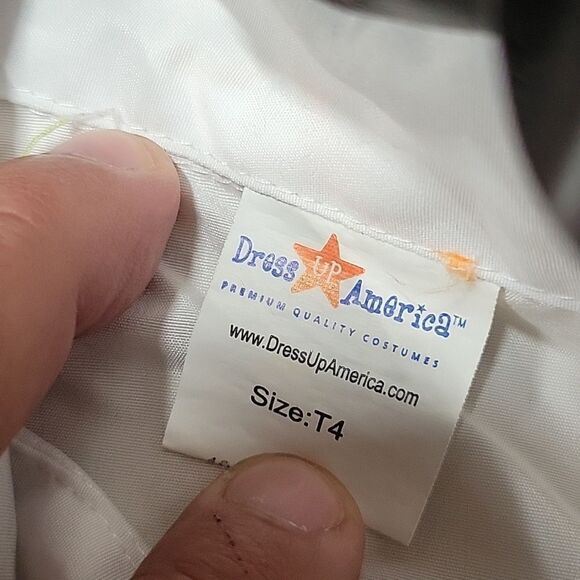 Dress UP America™
PREMIUM QUALITY COSTUMES
www.DressUpAmerica.com
Size:T4